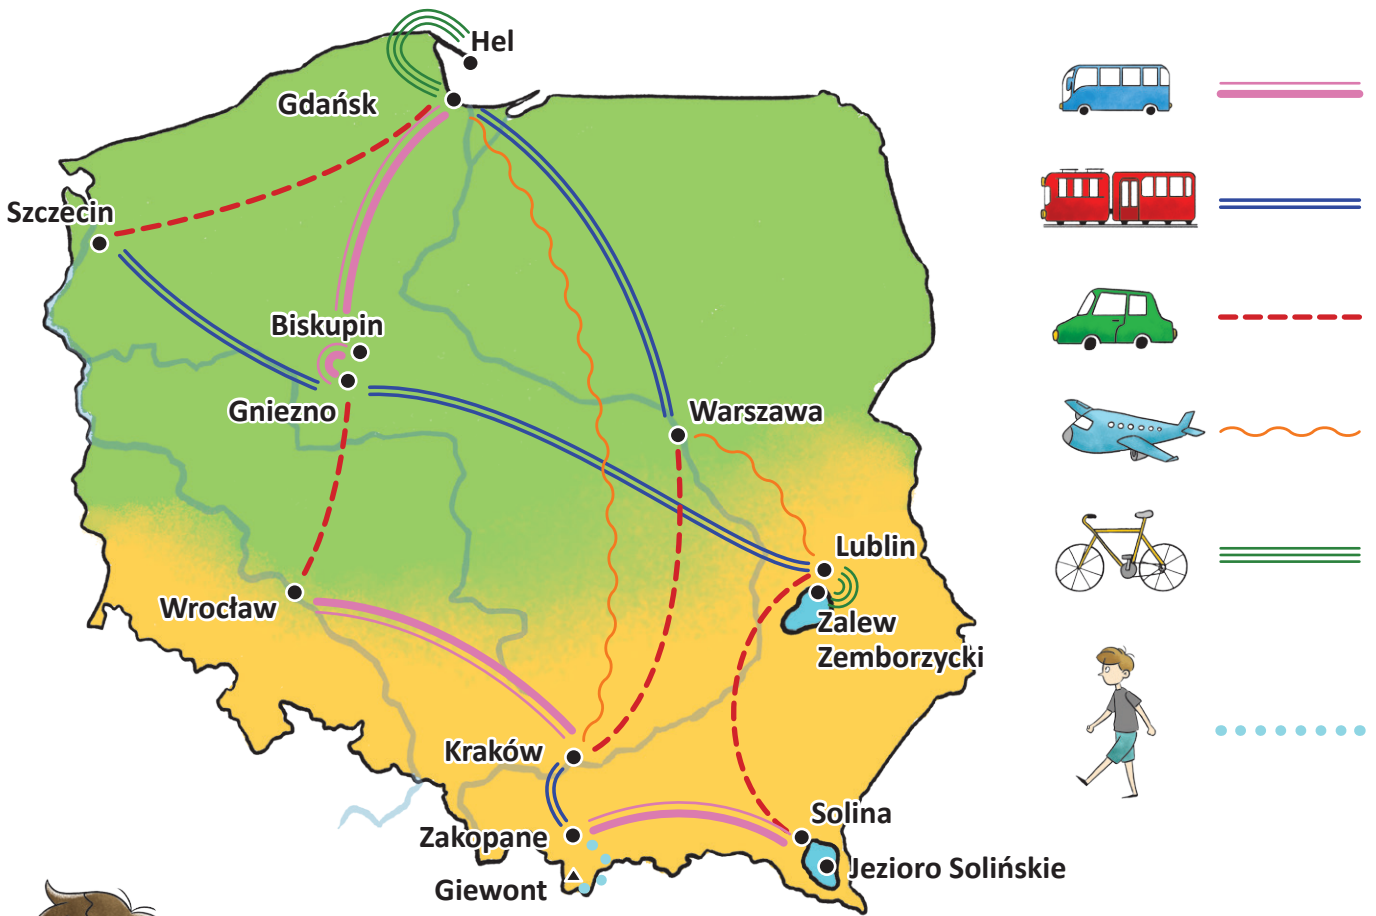 Hel
Gdańsk
Szczecin
Biskupin
Gniezno
Warszawa
Lublin
Wrocław
Zalew
Zemborzycki
Kraków
Solina
Zakopane
Jezioro Solińskie
Giewont